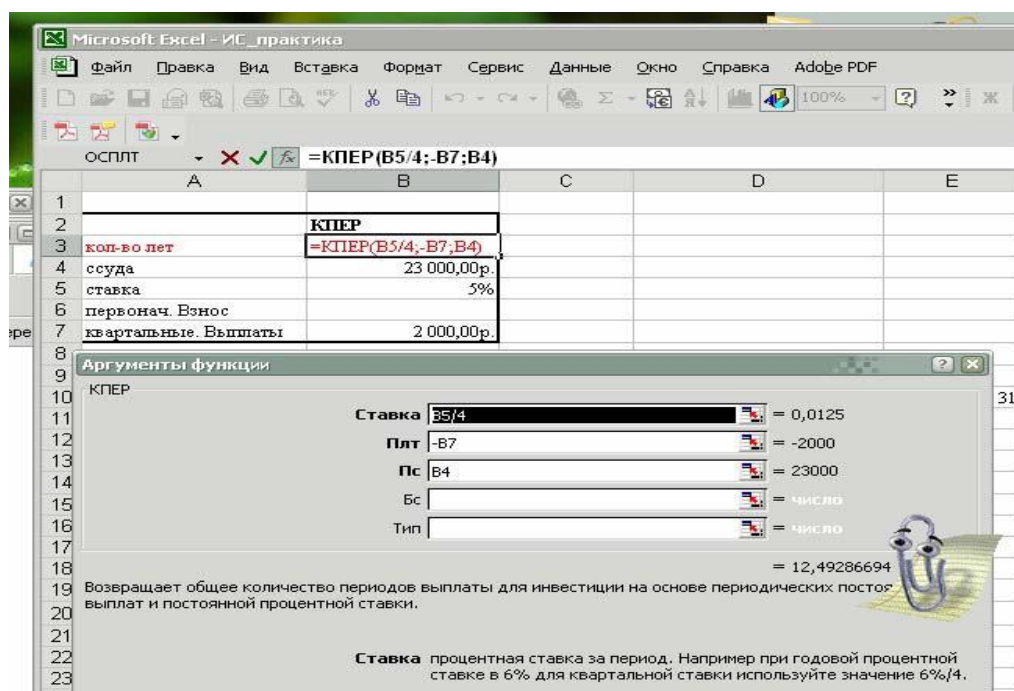 Microsoft Excel - ИС_практика
Файл Правка Вид Вставка Формат Сервис Данные Окно Справка Adobe PDF
100%
ОСПЛТ =КПЕР(B5/4;-B7;B4)
A B C D E
1
2 КПЕР
3 кол-во лет =КПЕР(B5/4;-B7;B4)
4 ссуда 23 000,00р.
5 ставка 5%
6 первонач. Взнос
7 квартальные. Выплаты 2 000,00р.
8
Аргументы функции
9
10 КПЕР 31
11 Ставка B5/4 = 0,0125
12 Плт -B7 = -2000
13
14 Пс B4 = 23000
15 Бс = число
16 Тип = число
17
18 = 12,49286694
19 Возвращает общее количество периодов выплаты для инвестиции на основе периодических
20 выплат и постоянной процентной ставки.
21
22 Ставка процентная ставка за период. Например при годовой процентной
23 ставке в 6% для квартальной ставки используйте значение 6%/4.